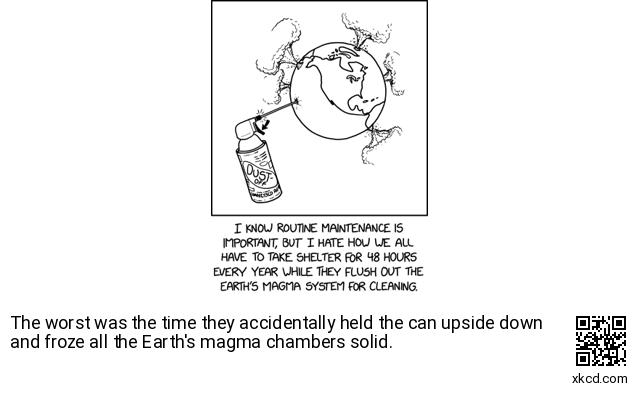 DUST-
OFF
I KNOW ROUTINE MAINTENANCE IS
IMPORTANT, BUT I HATE HOW WE ALL
HAVE TO TAKE SHELTER FOR 48 HOURS
EVERY YEAR WHILE THEY FLUSH OUT THE
EARTH'S MAGMA SYSTEM FOR CLEANING.
The worst was the time they accidentally held the can upside down
and froze all the Earth's magma chambers solid.
xkcd.com